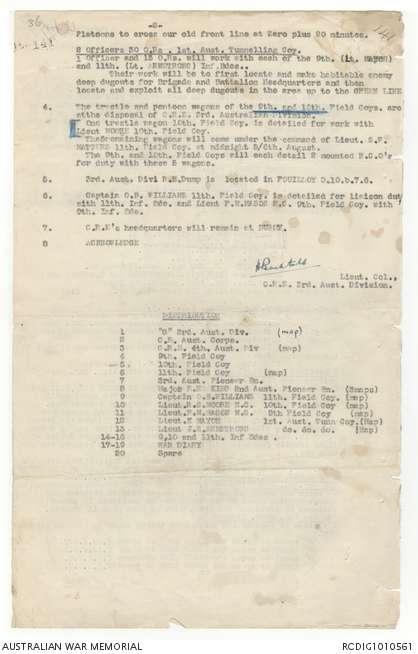 -2-
Platoons to cross our old front line at Zero plus 20 minutes.
2 Officers 30 O.Rs. 1st. Aust. Tunnelling Coy.
1 Officer and 15 O.Rs. will work with each of the 9th. (Lt. MAYOR)
and 11th. (Lt. ARMSTRONG) Inf.Bdes..
Their work will be to first locate and make habitable enemy
deep dugouts for Brigade and Battalion Headquarters and then
locate and exploit all deep dugouts in the area up to the GREEN LINE
4. The trestle and pontoon wagons of the 9th. and 10th. Field Coys. are
at the disposal of C.R.E. 3rd. Australian Division.
One trestle wagon 10th. Field Coy. is detailed for work with
Lieut MOORE 10th. Field Coy.
The remaining wagons will come under the command of Lieut. S.F.
11th. Field Coy. at midnight 5/6th. August.
The 9th. and 10th. Field Coys will each detail 2 mounted N.C.O's
for duty with these 8 wagons.
5. 3rd. Aust. Divl R.E.Dump is located in FOUILLOY O.10.b.7.6.
6. Captain O.B. WILLIAMS 11th. Field Coy. is detailed for liaison duty
with 11th. Inf. Bde. and Lieut F.N.MASON M.C. 9th. Field Coy. with
9th. Inf. Bde.
7. C.R.E's headquarters will remain at BUSSY.
8 ACKNOWLEDGE
Lieut. Col.,
C.R.E. 3rd. Aust. Division.
DISTRIBUTION
1 "G" 3rd. Aust. Div. (map)
2 C.E. Aust. Corps.
3 C.R.E. 4th. Aust. Div (map)
4 9th. Field Coy
5 10th. Field Coy
6 11th. Field Coy (map)
7 3rd. Aust. Pioneer Bn.
8 Major KING 2nd Aust. Pioneer Bn. (2maps)
9 Captain O.B.WILLIAMS 11th. Field Coy. (map)
10 Lieut. MOORE M.C. 10th. Field Coy. (map)
11 Lieut.F.N.MASON M.C. 9th Field Coy (map)
12 Lieut. MAYOR 1st. Aust. Tunn Coy.(Map)
13 Lieut ARMSTRONG do. do. do. (Map)
14-16 9,10 and 11th. Inf Bdes .
17-19 WAR DIARY
20 Spare
AUSTRALIAN WAR MEMORIAL
RCDIG1010561